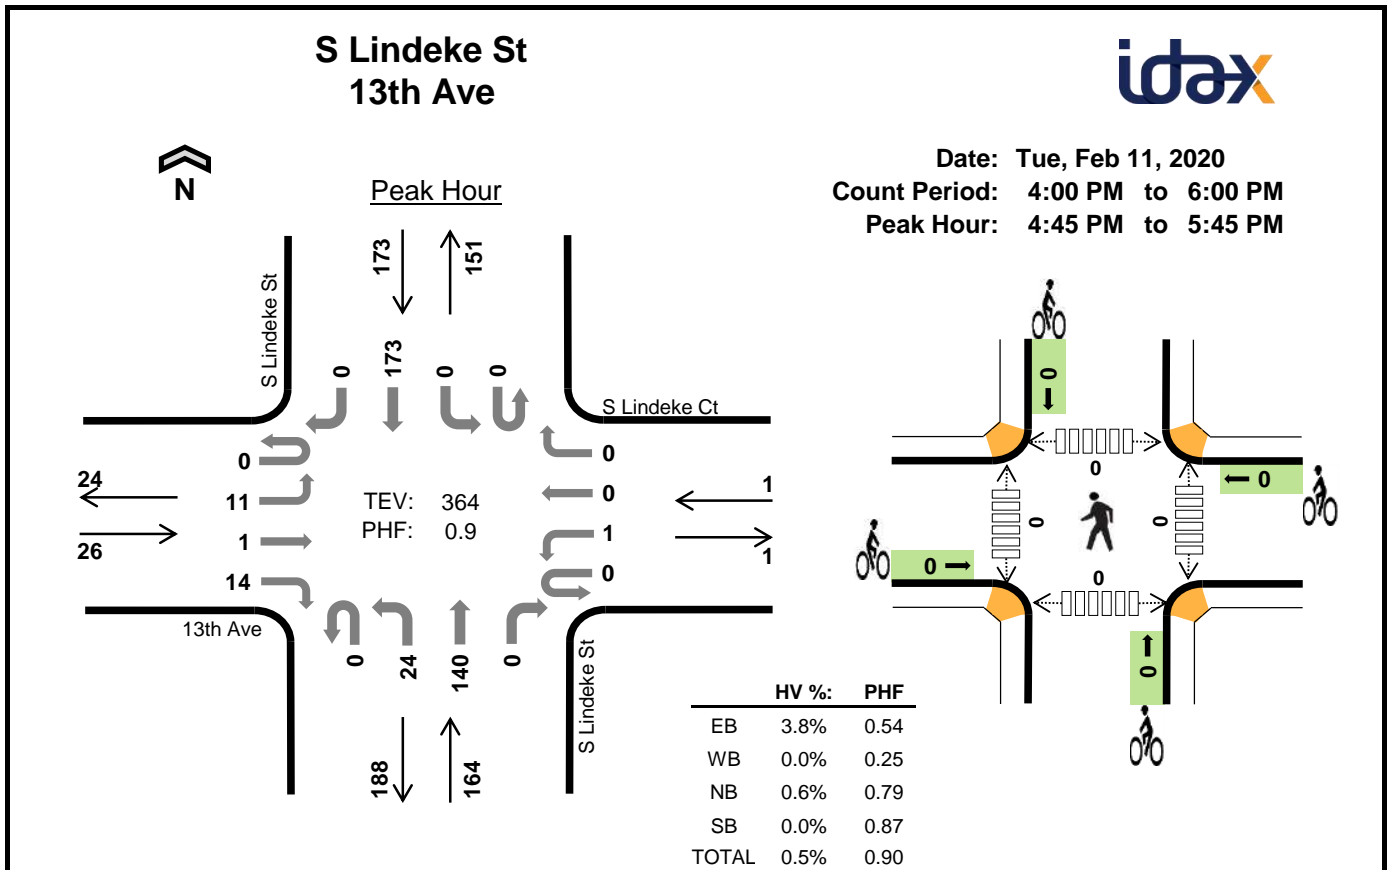 S Lindeke St
13th Ave
idax
N
Peak Hour
Date: Tue, Feb 11, 2020
Count Period: 4:00 PM to 6:00 PM
Peak Hour: 4:45 PM to 5:45 PM
173
151
S Lindeke St
0
173
0
0
S Lindeke Ct
0
0
1
0
1
1
24
26
0
11
1
14
TEV: 364
PHF: 0.9
13th Ave
0
24
140
0
S Lindeke St
188
164
HV %: PHF
EB 3.8% 0.54
WB 0.0% 0.25
NB 0.6% 0.79
SB 0.0% 0.87
TOTAL 0.5% 0.90
0
0
0
0
0
0
0
0